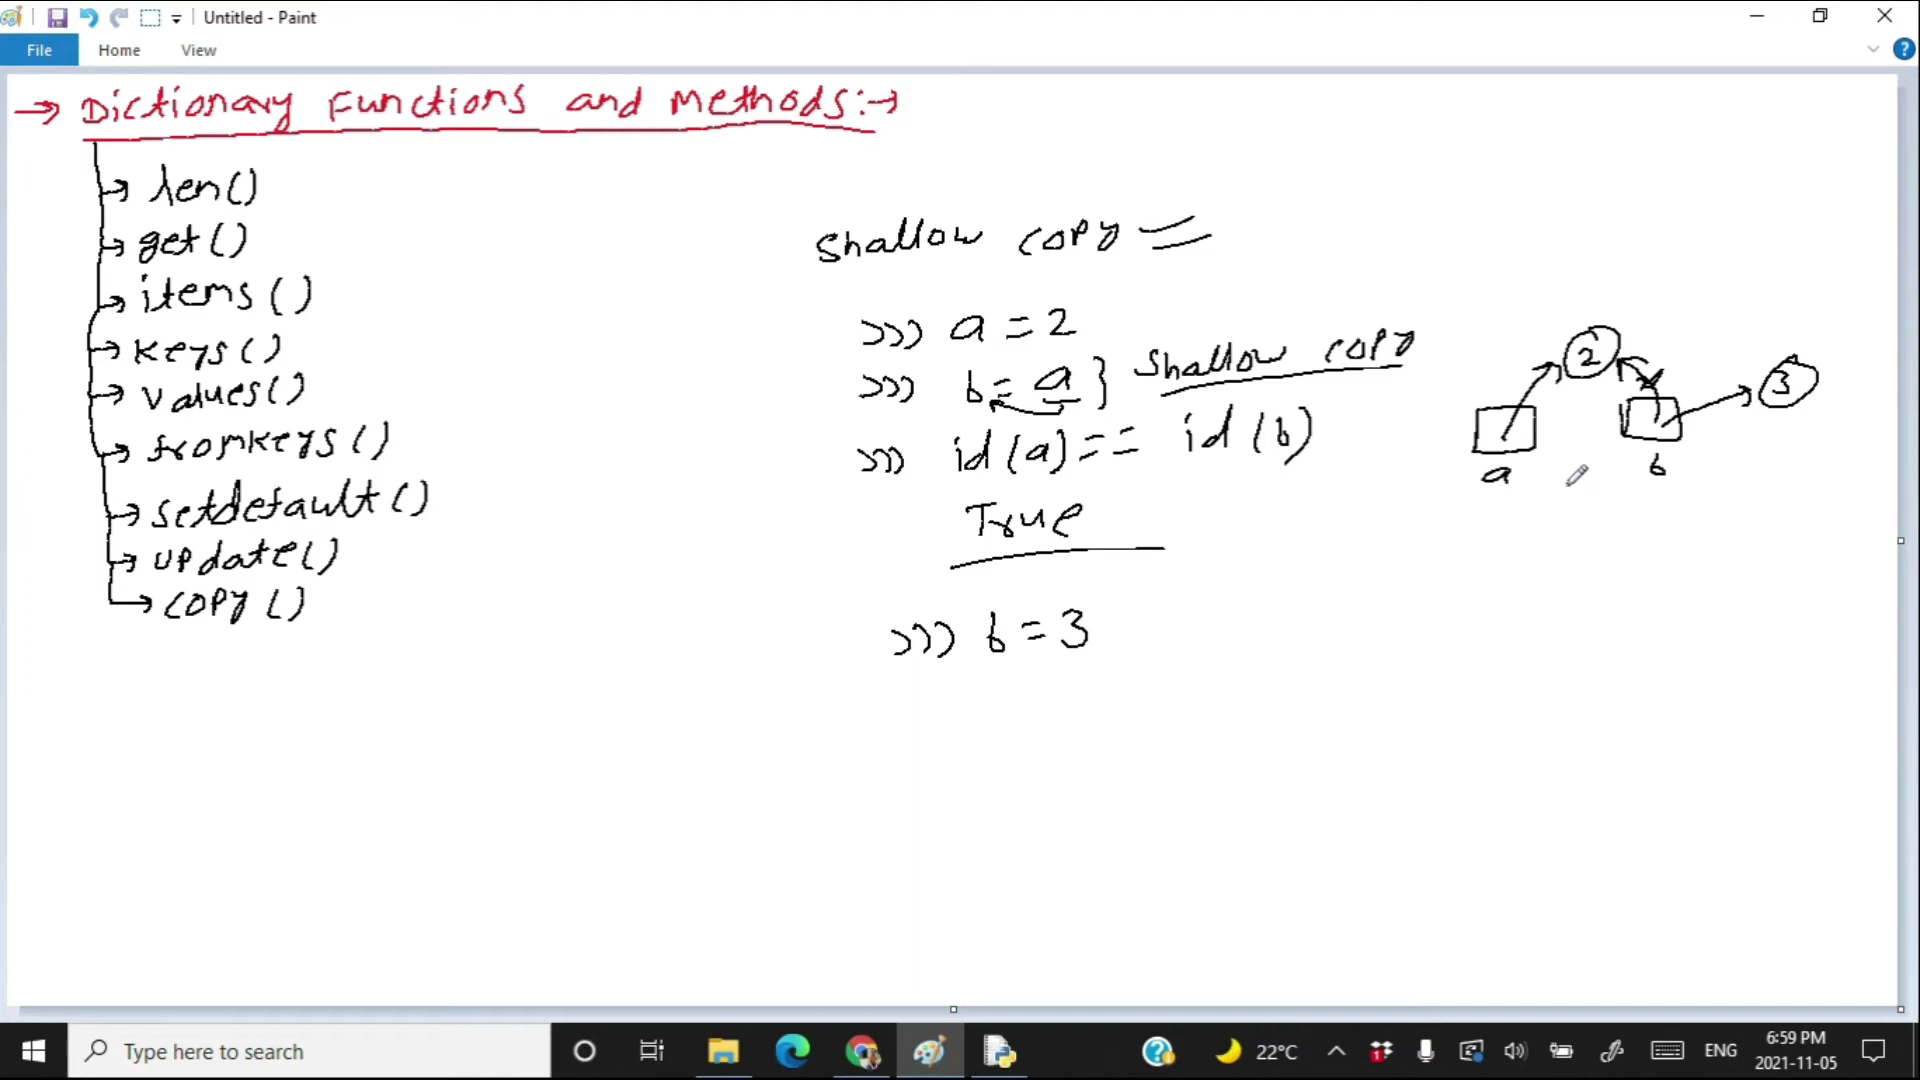 Untitled - Paint
File Home View
→ Dictionary Functions and Methods:→
→ len()
→ get()
→ items()
→ keys()
→ values()
→ fromkeys()
→ setdefault()
→ update()
→ copy()
Shallow copy =
>>> a = 2
>>> b = a } Shallow copy
>>> id(a) == id(b)
True
>>> b = 3
2
3
a
b
Type here to search
22°C
ENG
6:59 PM
2021-11-05